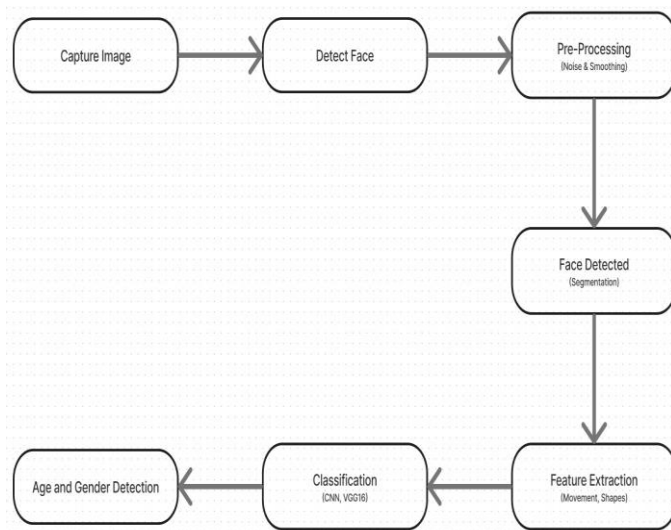 Capture Image
Detect Face
Pre-Processing
(Noise & Smoothing)
Face Detected
(Segmentation)
Feature Extraction
(Movement, Shapes)
Classification
(CNN, VGG16)
Age and Gender Detection